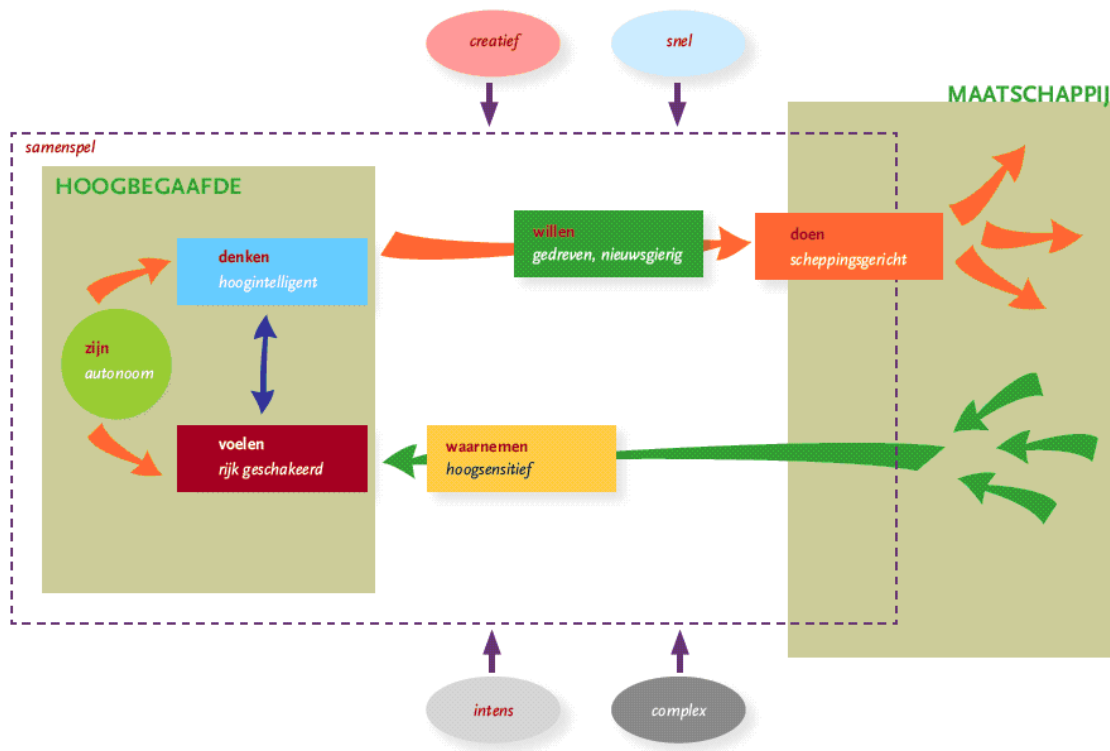 creatief
snel
MAATSCHAPPIJ
samenspel
HOOGBEGAAFDE
willen
gedreven, nieuwsgierig
doen
scheppingsgericht
denken
hoogintelligent
zijn
autonoom
voelen
rijk geschakeerd
waarnemen
hoogsensitief
intens
complex